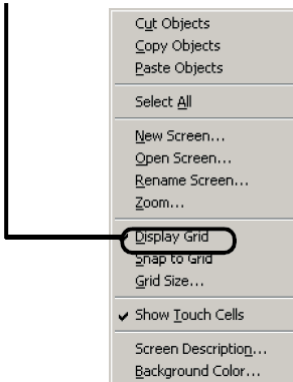 Cut Objects
Copy Objects
Paste Objects
Select All
New Screen...
Open Screen...
Rename Screen...
Zoom...
Display Grid
Snap to Grid
Grid Size...
Show Touch Cells
Screen Description...
Background Color...